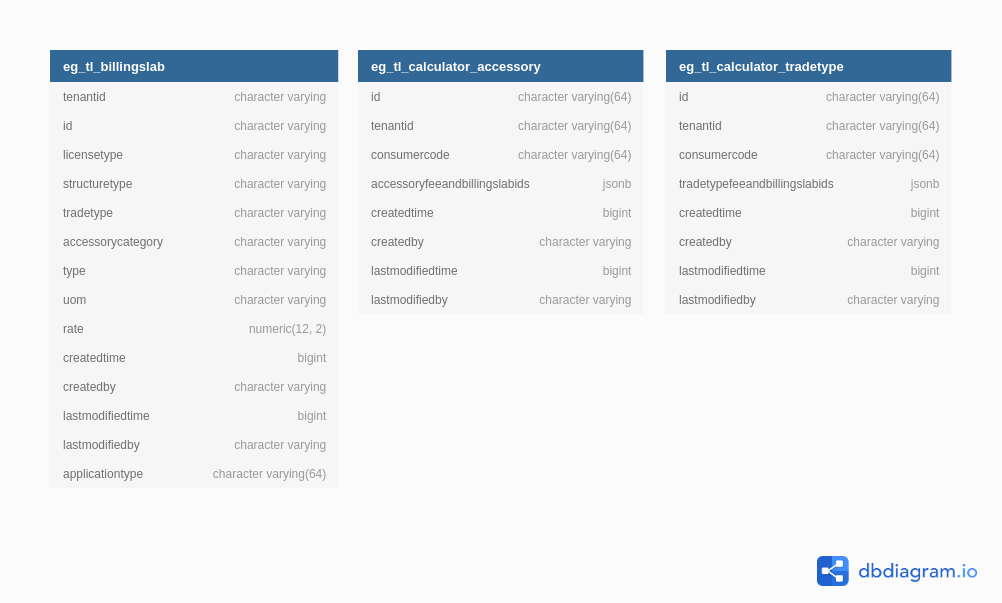 eg_tl_billingslab
tenantid character varying
id character varying
licensetype character varying
structuretype character varying
tradetype character varying
accessorycategory character varying
type character varying
uom character varying
rate numeric(12, 2)
createdtime bigint
createdby character varying
lastmodifiedtime bigint
lastmodifiedby character varying
applicationtype character varying(64)
eg_tl_calculator_accessory
id character varying(64)
tenantid character varying(64)
consumercode character varying(64)
accessoryfeeandbillingslabids jsonb
createdtime bigint
createdby character varying
lastmodifiedtime bigint
lastmodifiedby character varying
eg_tl_calculator_tradetype
id character varying(64)
tenantid character varying(64)
consumercode character varying(64)
tradetypefeeandbillingslabids jsonb
createdtime bigint
createdby character varying
lastmodifiedtime bigint
lastmodifiedby character varying
dbdiagram.io